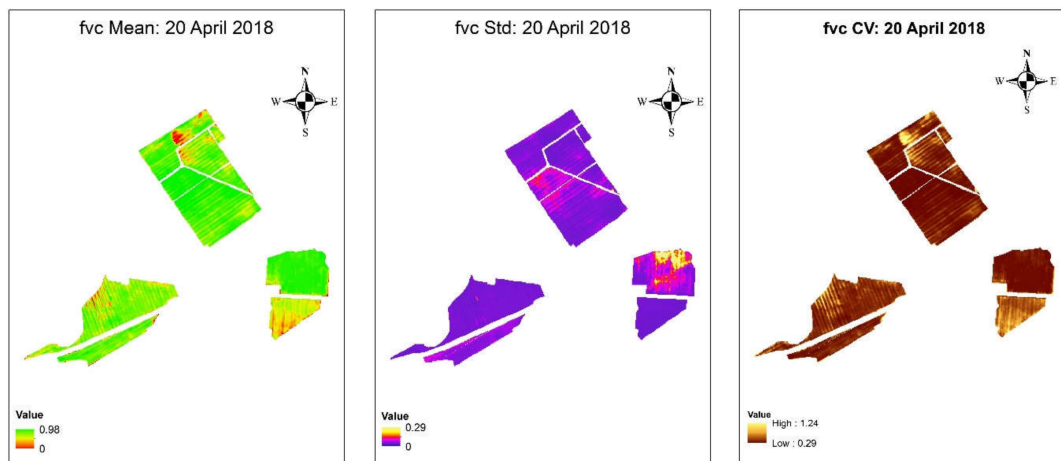 fvc Mean: 20 April 2018
N
W E
S
Value
0.98
0
fvc Std: 20 April 2018
N
W E
S
Value
0.29
0
fvc CV: 20 April 2018
N
W E
S
Value
High : 1.24
Low : 0.29